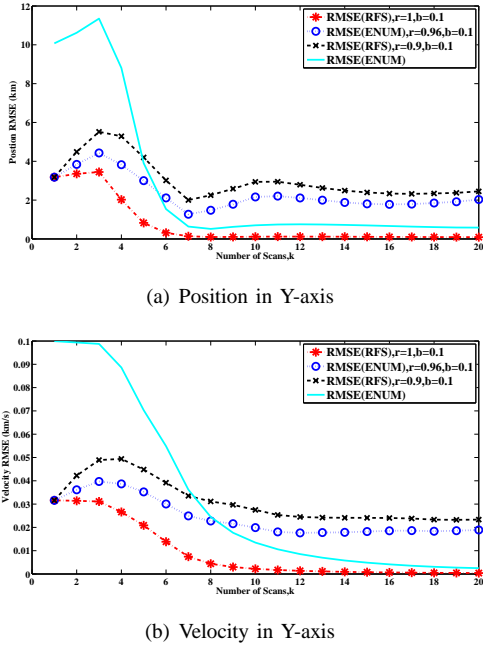 12
10
8
6
4
2
0
Postion RMSE (km)
RMSE(RFS),r=1,b=0.1
RMSE(ENUM),r=0.96,b=0.1
RMSE(RFS),r=0.9,b=0.1
RMSE(ENUM)
0 2 4 6 8 10 12 14 16 18 20
Number of Scans,k
(a) Position in Y-axis
0.1
0.09
0.08
0.07
0.06
0.05
0.04
0.03
0.02
0.01
0
Velocity RMSE (km/s)
RMSE(RFS),r=1,b=0.1
RMSE(ENUM),r=0.96,b=0.1
RMSE(RFS),r=0.9,b=0.1
RMSE(ENUM)
0 2 4 6 8 10 12 14 16 18 20
Number of Scans,k
(b) Velocity in Y-axis